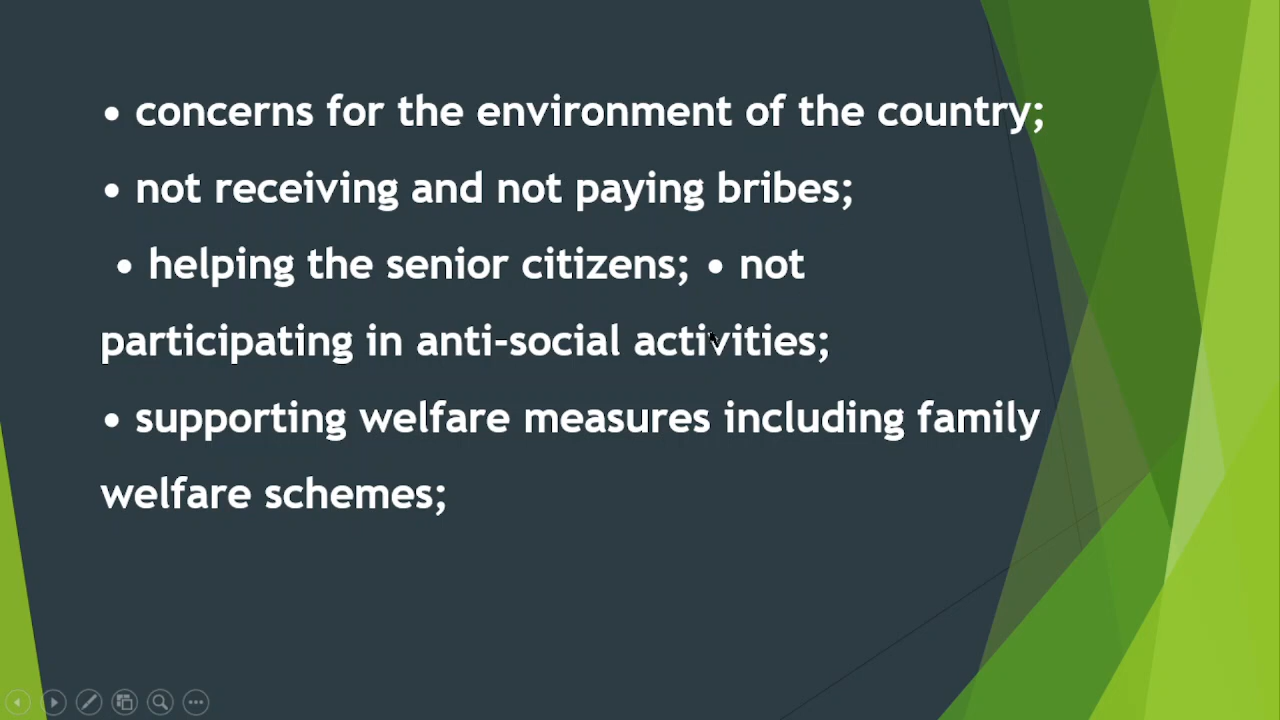 • concerns for the environment of the country;
• not receiving and not paying bribes;
• helping the senior citizens; • not
participating in anti-social activities;
• supporting welfare measures including family
welfare schemes;